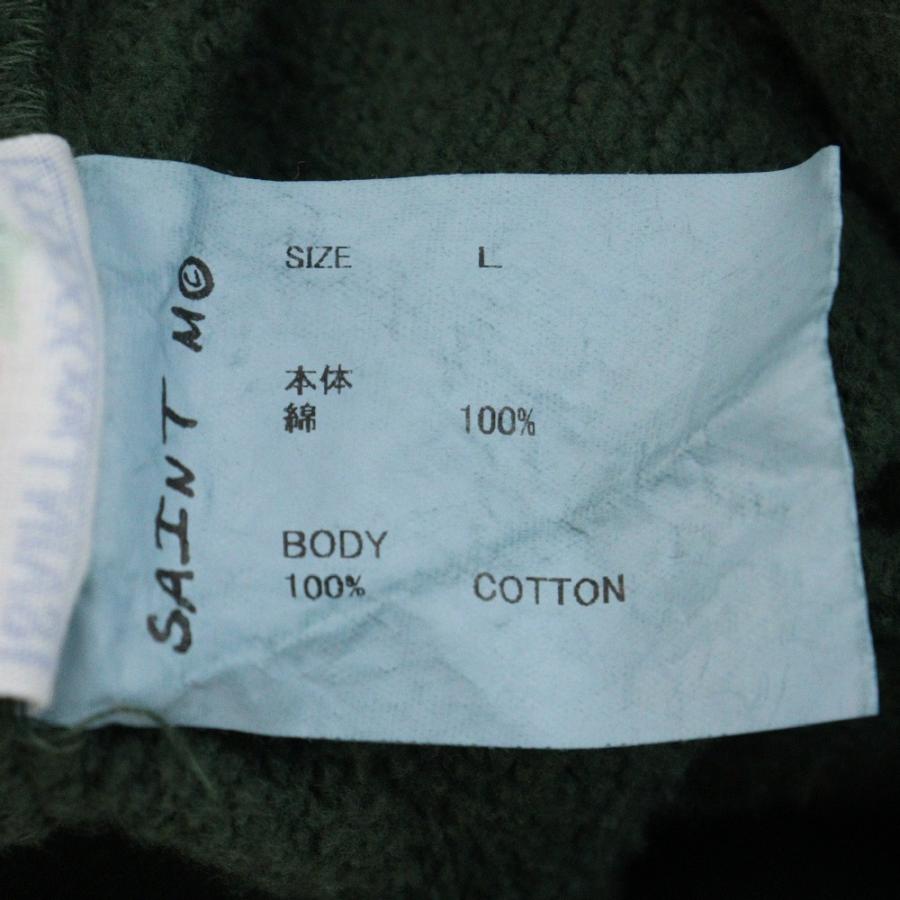 SAINT M©
SIZE L
本体
綿 100%
BODY
100% COTTON